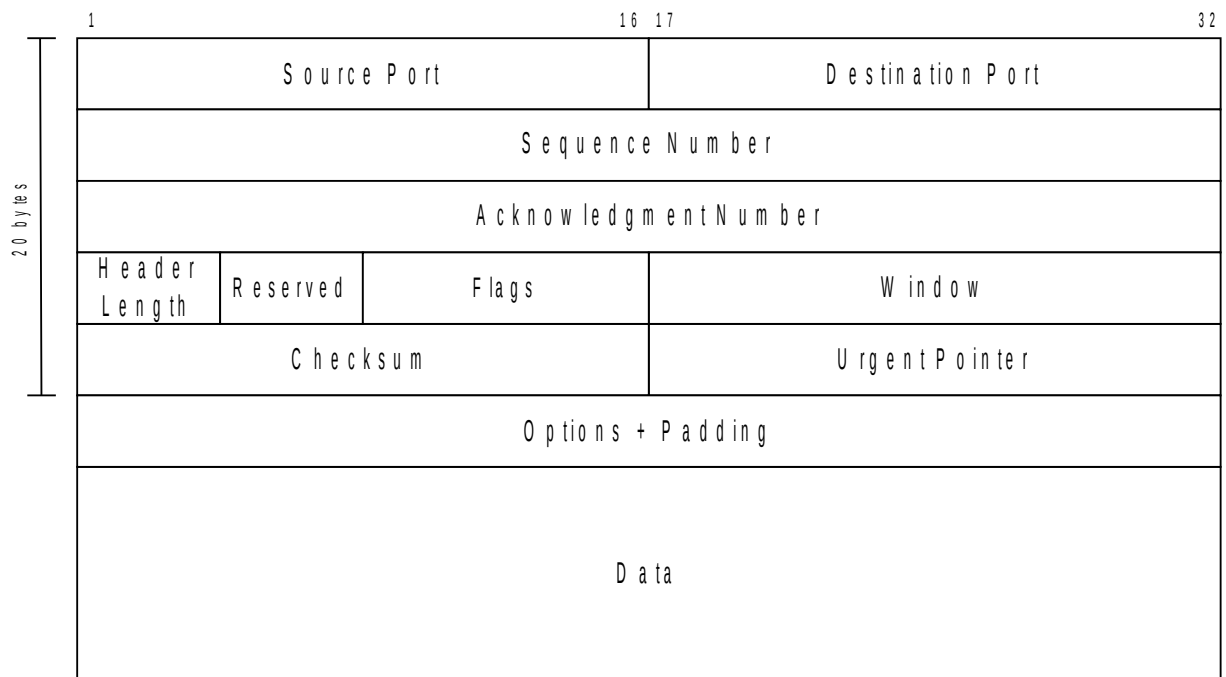 1 16 17 32
Source Port Destination Port
Sequence Number
20 bytes
Acknowledgment Number
Header
Length
Reserved Flags Window
Checksum Urgent Pointer
Options + Padding
Data